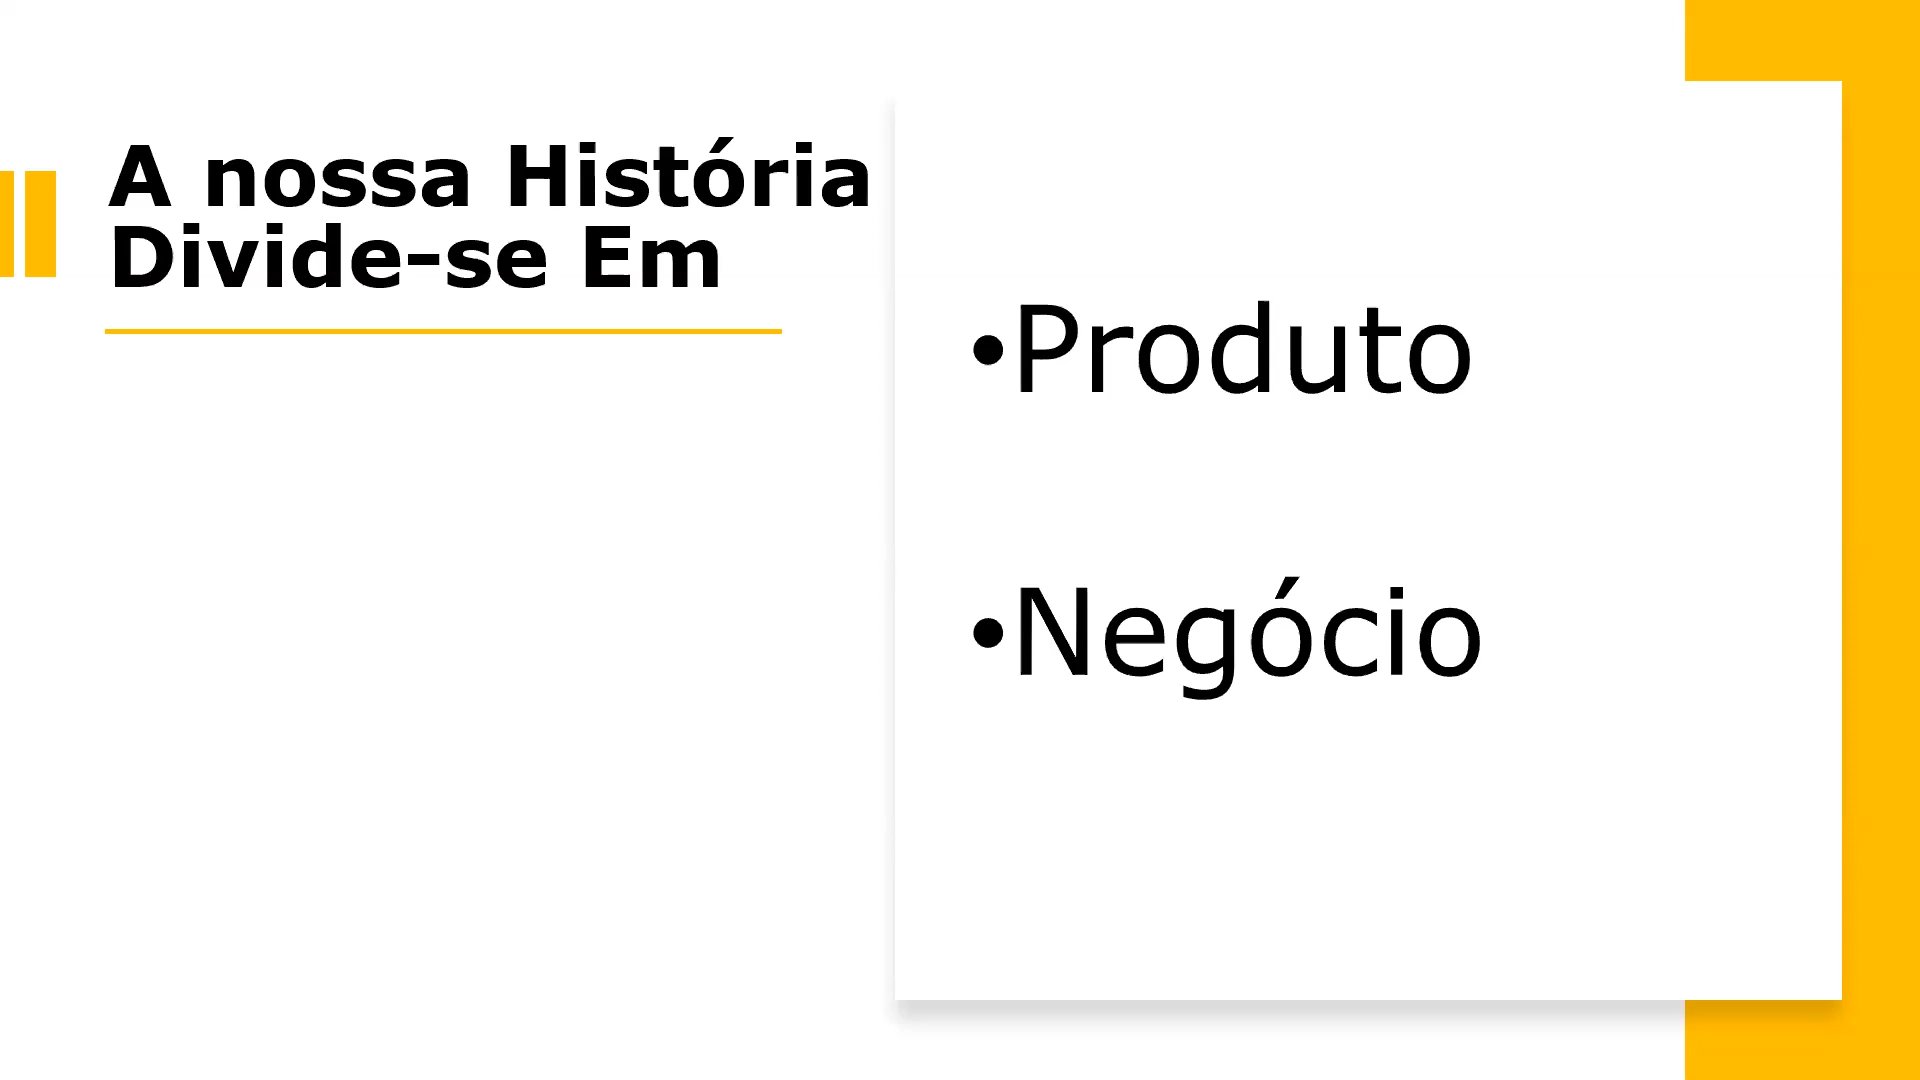 A nossa História
Divide-se Em
•Produto
•Negócio